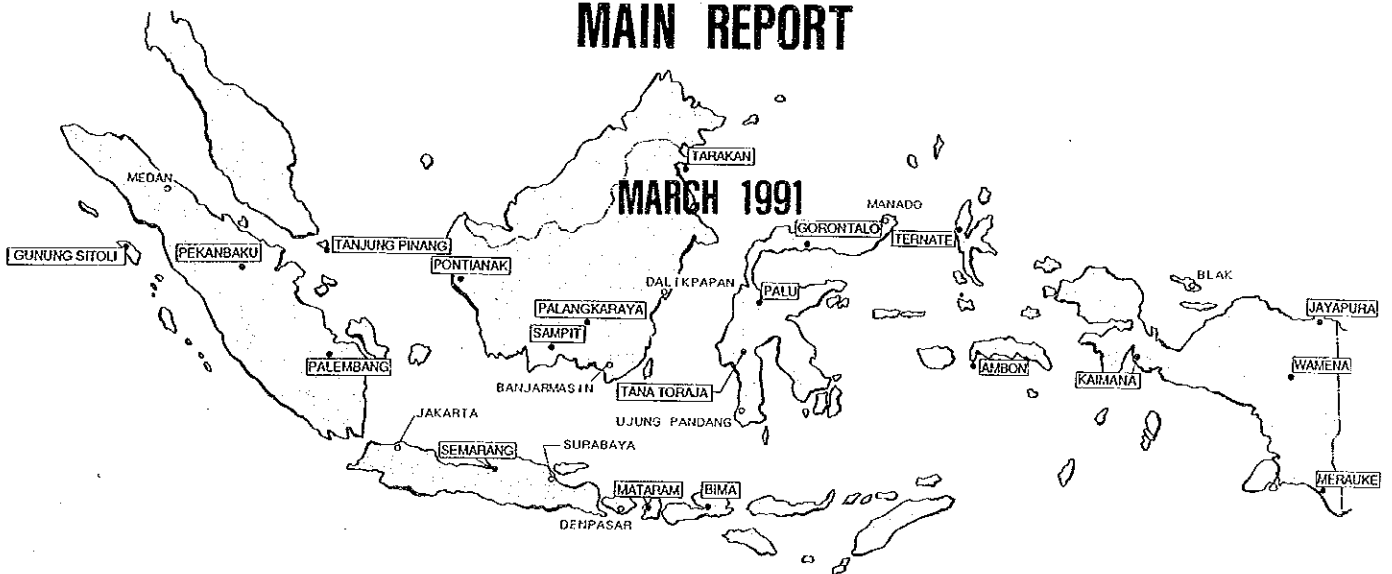 MAIN REPORT
TARAKAN
MEDAN
MARCH 1991
MANADO
GORONTALO
TERNATE
TANJUNG PINANG
GUNUNG SITOLI
PEKANBAKU
PONTIANAK
BLAK
DALIKPAPAN
PALU
PALANGKARAYA
JAYAPURA
SAMPIT
PALEMBANG
AMBON
WAMENA
KAIMANA
BANJARMASIN
TANA TORAJA
JAKARTA
UJUNG PANDANG
SEMARANG
SURABAYA
MERAUKE
MATARAM
BIMA
DENPASAR